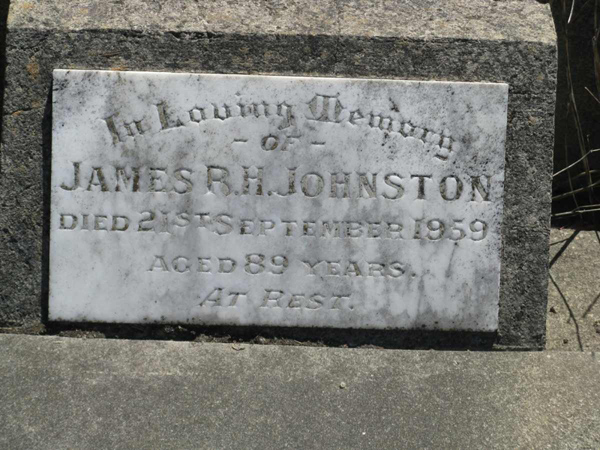 In Loving Memory
- OF -
JAMES R.H. JOHNSTON
DIED 21ST SEPTEMBER 1959
AGED 89 YEARS.
AT REST.